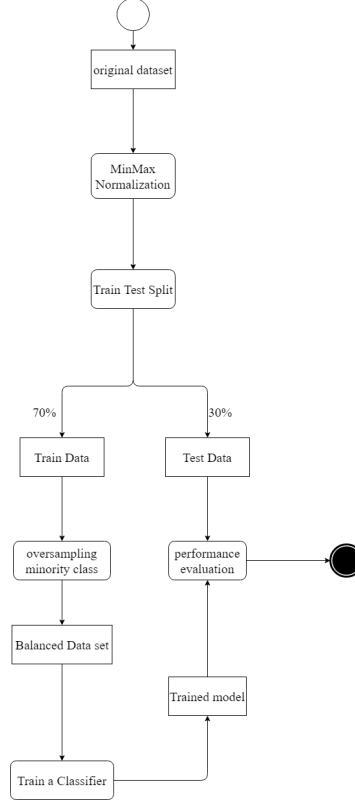 original dataset
MinMax
Normalization
Train Test Split
70%
30%
Train Data
Test Data
oversampling
minority class
performance
evaluation
Balanced Data set
Trained model
Train a Classifier